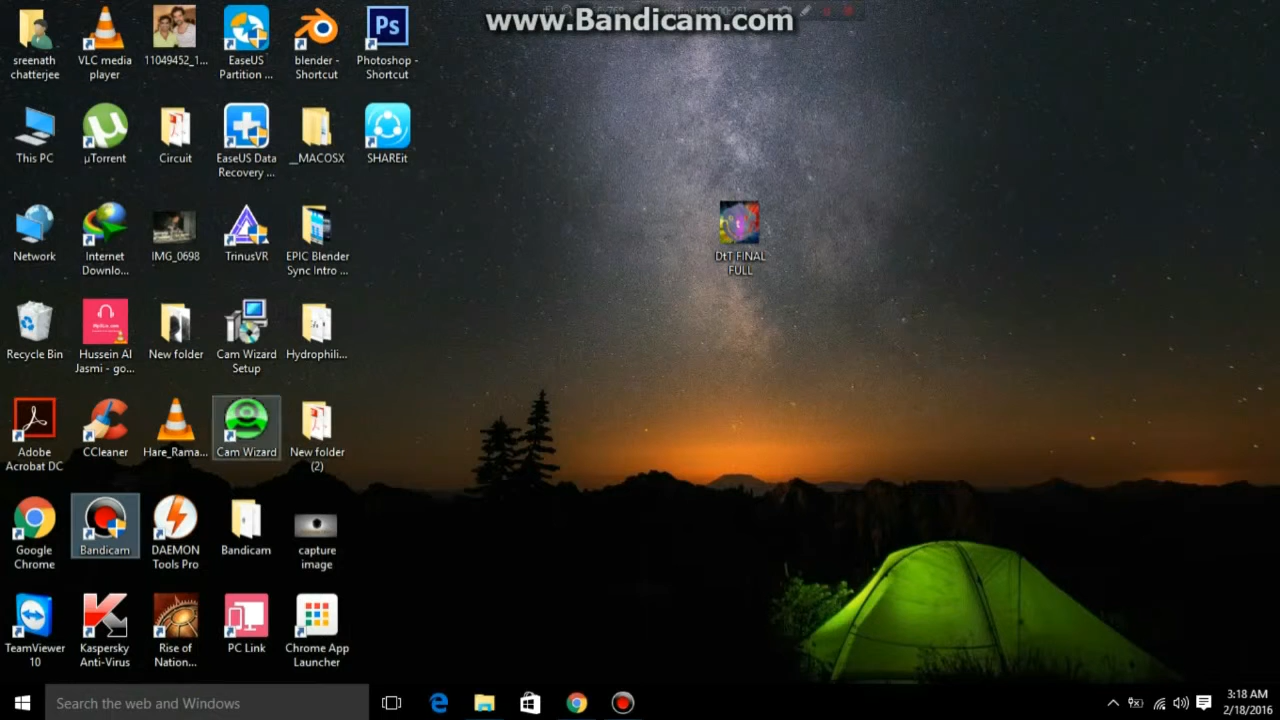 www.Bandicam.com
sreenath
chatterjee
VLC media
player
11049452_1...
EaseUS
Partition ...
blender -
Shortcut
Ps
Photoshop -
Shortcut
This PC
µTorrent
Circuit
EaseUS Data
Recovery ...
__MACOSX
SHAREit
Network
Internet
Downlo...
IMG_0698
TrinusVR
EPIC Blender
Sync Intro ...
DtT FINAL
FULL
Recycle Bin
Hussein Al
Jasmi - go...
New folder
Cam Wizard
Setup
Hydrophili...
Adobe
Acrobat DC
CCleaner
Hare_Rama...
Cam Wizard
New folder
(2)
Google
Chrome
Bandicam
DAEMON
Tools Pro
Bandicam
capture
image
TeamViewer
10
Kaspersky
Anti-Virus
Rise of
Nation...
PC Link
Chrome App
Launcher
Search the web and Windows
3:18 AM
2/18/2016